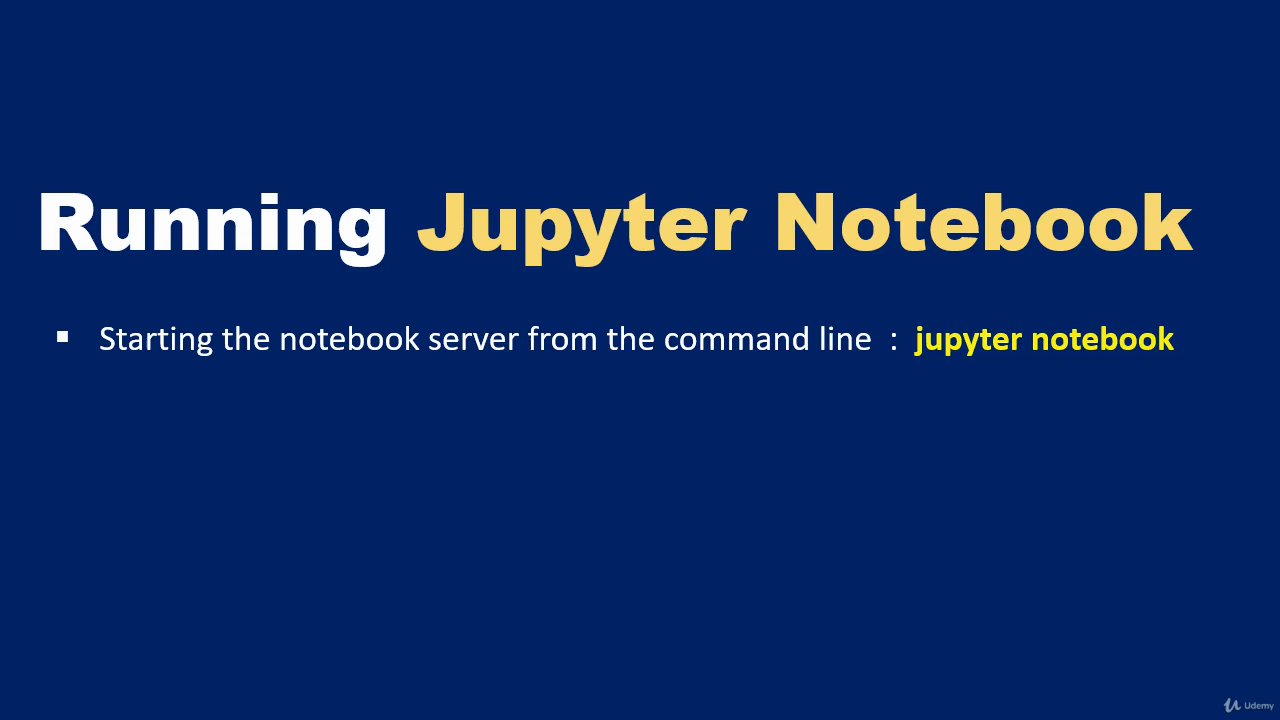 Running Jupyter Notebook
▪ Starting the notebook server from the command line : jupyter notebook
Udemy